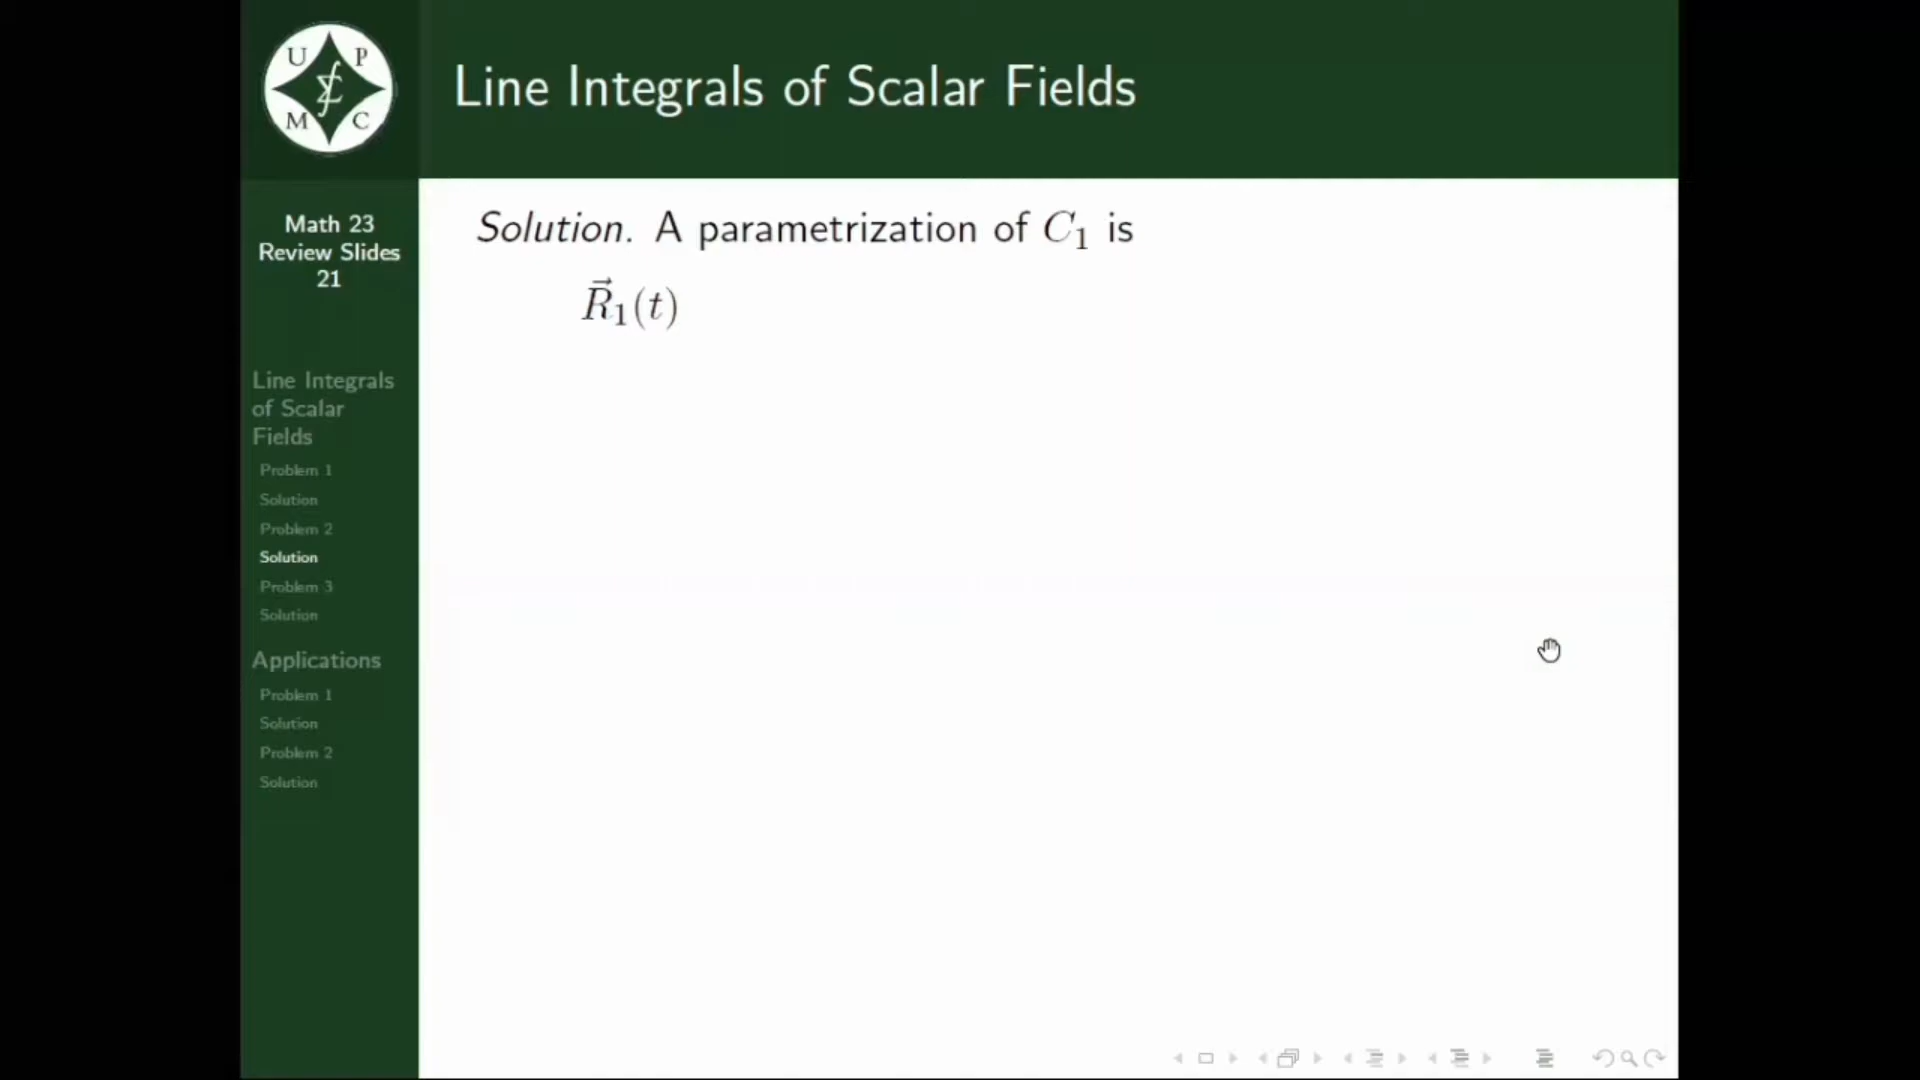 U P
M C
Line Integrals of Scalar Fields
Math 23
Review Slides
21
Line Integrals
of Scalar
Fields
Problem 1
Solution
Problem 2
Solution
Problem 3
Solution
Applications
Problem 1
Solution
Problem 2
Solution
Solution. A parametrization of C₁ is
R⃗₁(t)